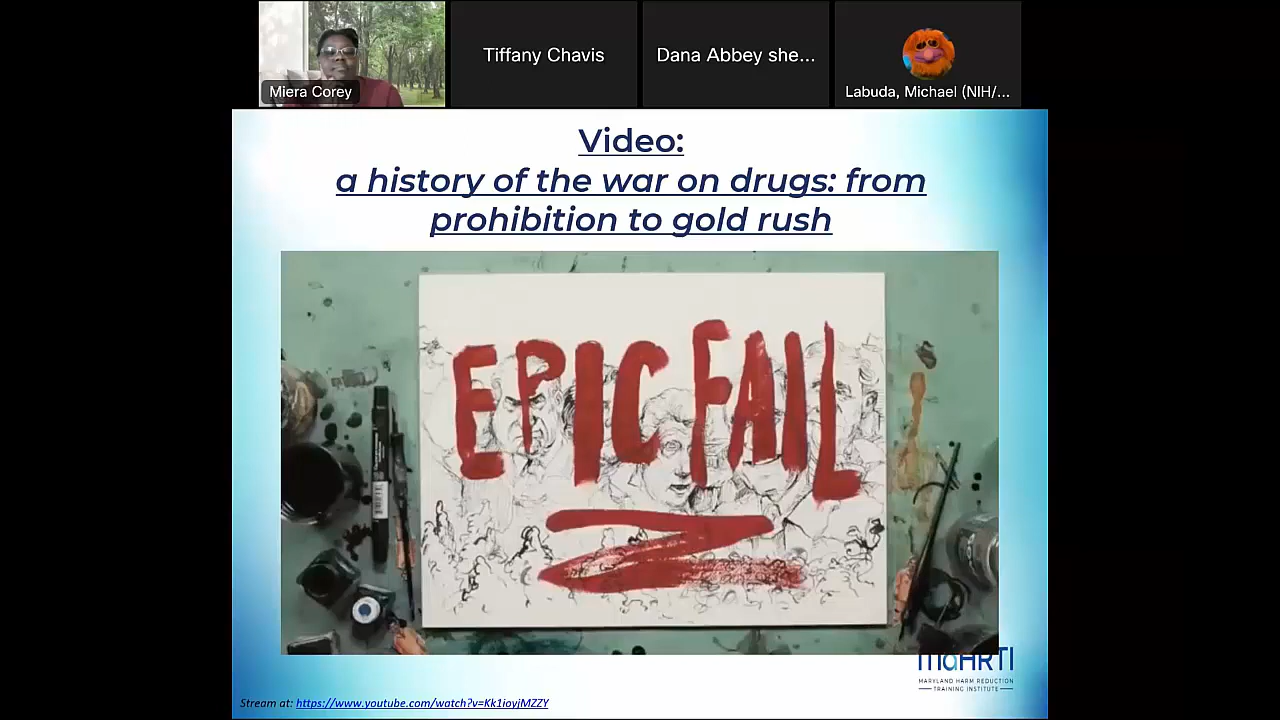 Miera Corey
Tiffany Chavis
Dana Abbey she...
Labuda, Michael (NIH/...
Video:
a history of the war on drugs: from
prohibition to gold rush
EPIC FAIL
MaHRTI
MARYLAND HARM REDUCTION
TRAINING INSTITUTE
Stream at: https://www.youtube.com/watch?v=Kk1ioyjMZZY